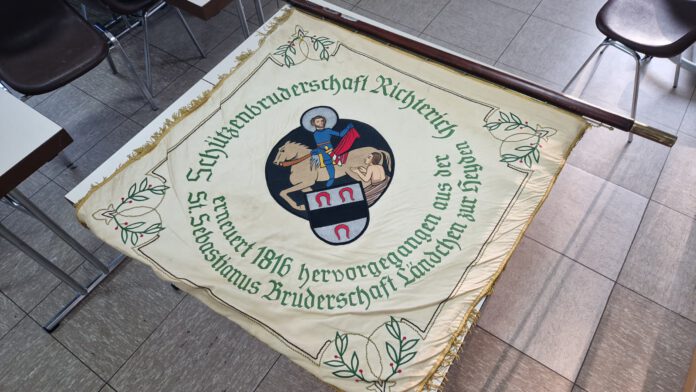 Schützenbruderschaft Richterich
erneuert 1816 hervorgegangen aus der
St. Sebastianus Bruderschaft Ländchen zur Heyden